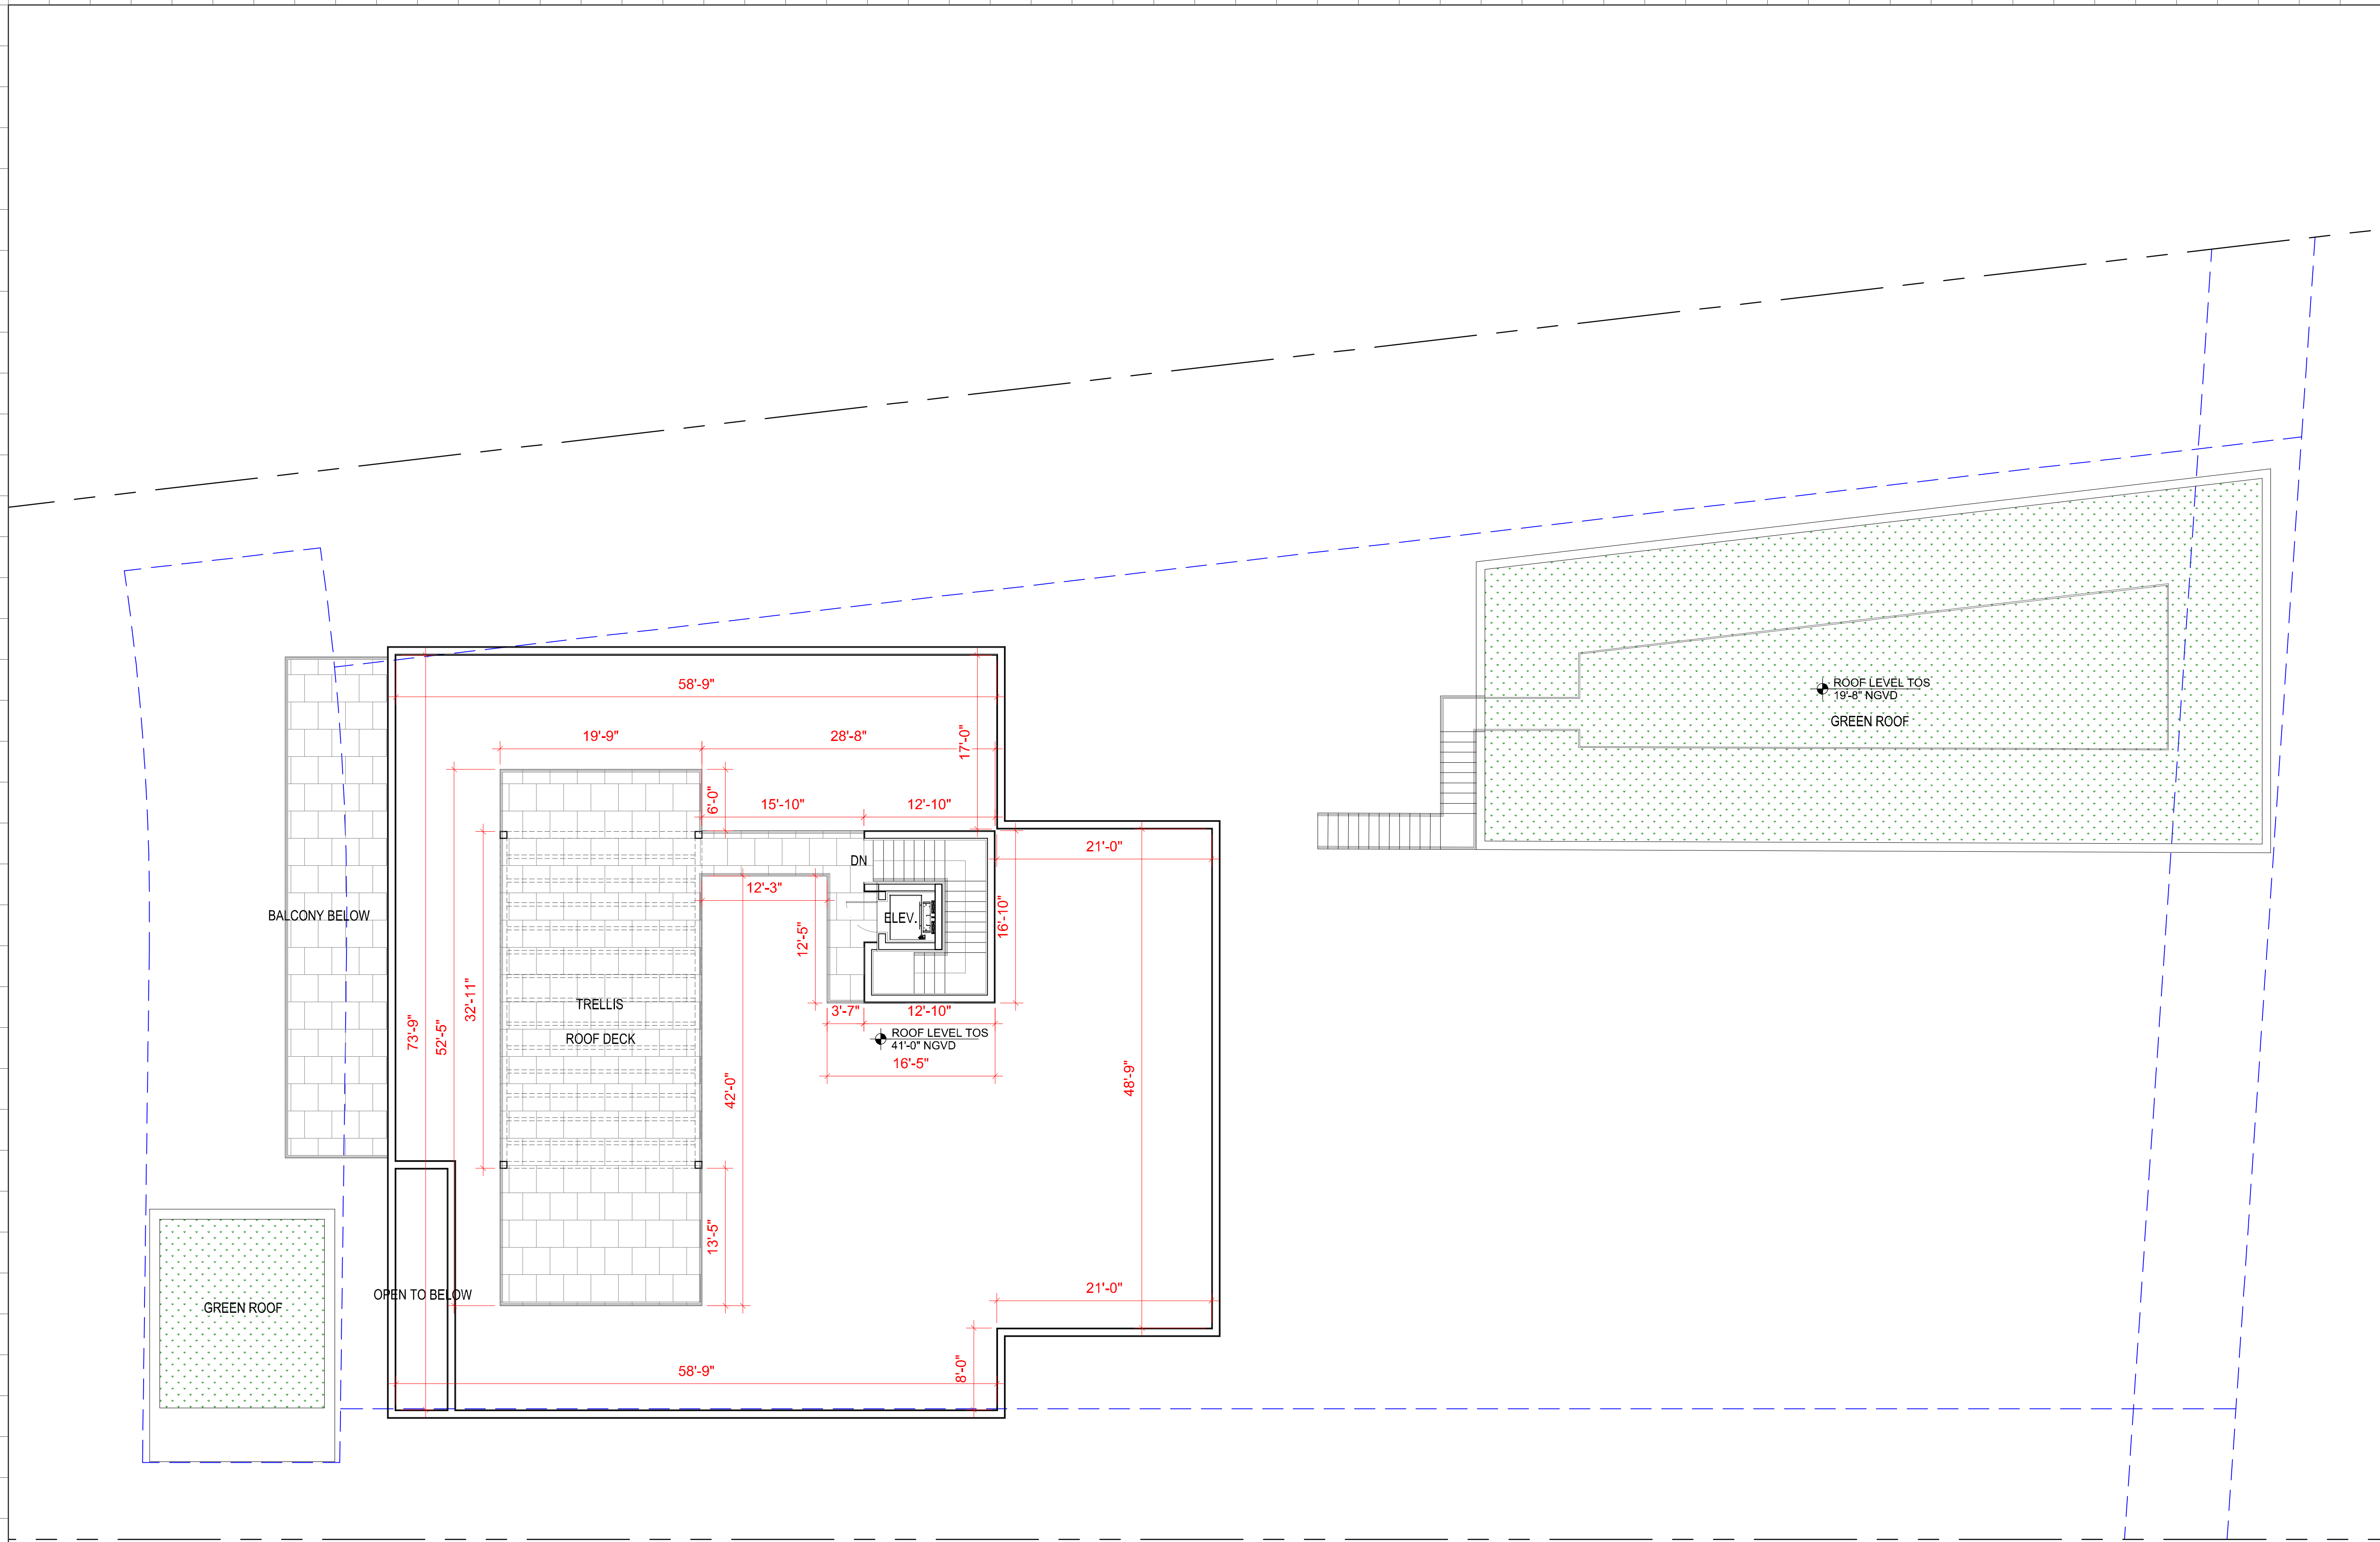 58'-9"
19'-9"
28'-8"
17'-0"
6'-0"
15'-10"
12'-10"
ROOF LEVEL TOS
19'-8" NGVD
GREEN ROOF
21'-0"
DN
12'-3"
BALCONY BELOW
ELEV.
16'-10"
12'-5"
32'-11"
TRELLIS
3'-7"
12'-10"
73'-9"
52'-5"
ROOF DECK
ROOF LEVEL TOS
41'-0" NGVD
16'-5"
42'-0"
48'-9"
13'-5"
21'-0"
OPEN TO BELOW
GREEN ROOF
58'-9"
8'-0"